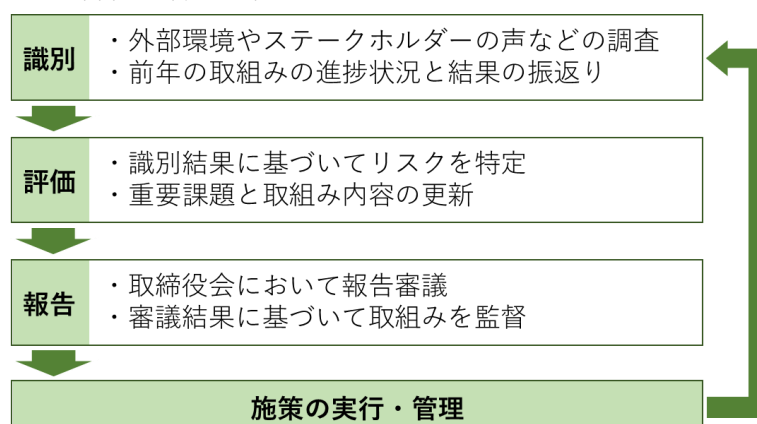 識別
・外部環境やステークホルダーの声などの調査
・前年の取組みの進捗状況と結果の振返り
評価
・識別結果に基づいてリスクを特定
・重要課題と取組み内容の更新
報告
・取締役会において報告審議
・審議結果に基づいて取組みを監督
施策の実行・管理